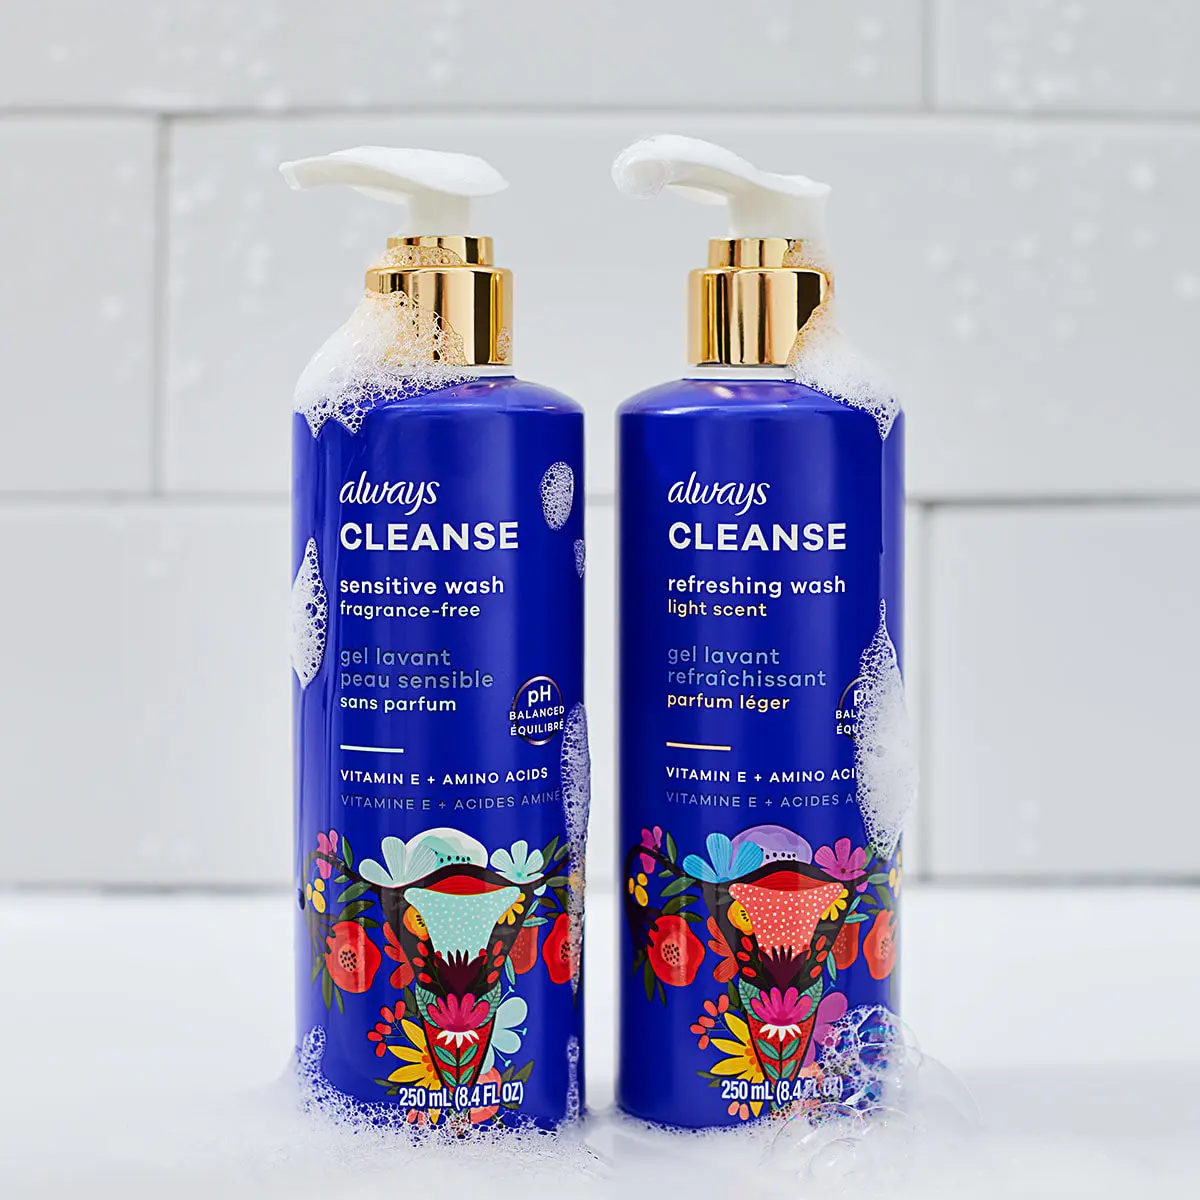 always
CLEANSE
sensitive wash
fragrance-free
gel lavant
peau sensible
sans parfum
pH
BALANCED
ÉQUILIBRÉ
VITAMIN E + AMINO ACIDS
VITAMINE E + ACIDES AMINÉ
250 mL (8.4 FL OZ)
always
CLEANSE
refreshing wash
light scent
gel lavant
refraîchissant
parfum léger
VITAMIN E + AMINO
VITAMINE E + ACIDES
250 mL (8.4 FL OZ)